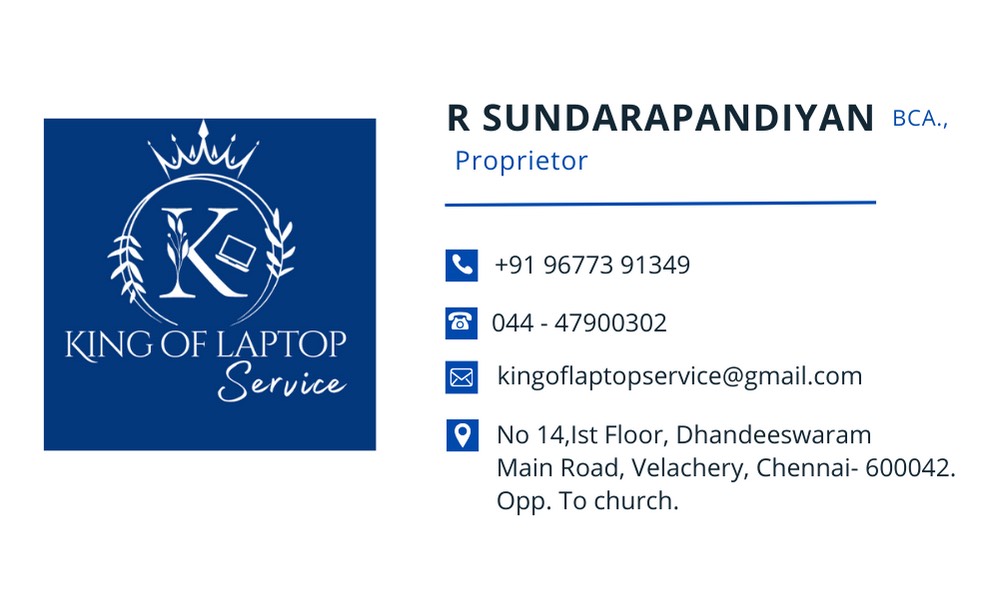 K
KING OF LAPTOP
Service
R SUNDARAPANDIYAN BCA.,
Proprietor
+91 96773 91349
044 - 47900302
kingoflaptopservice@gmail.com
No 14,Ist Floor, Dhandeeswaram
Main Road, Velachery, Chennai- 600042.
Opp. To church.